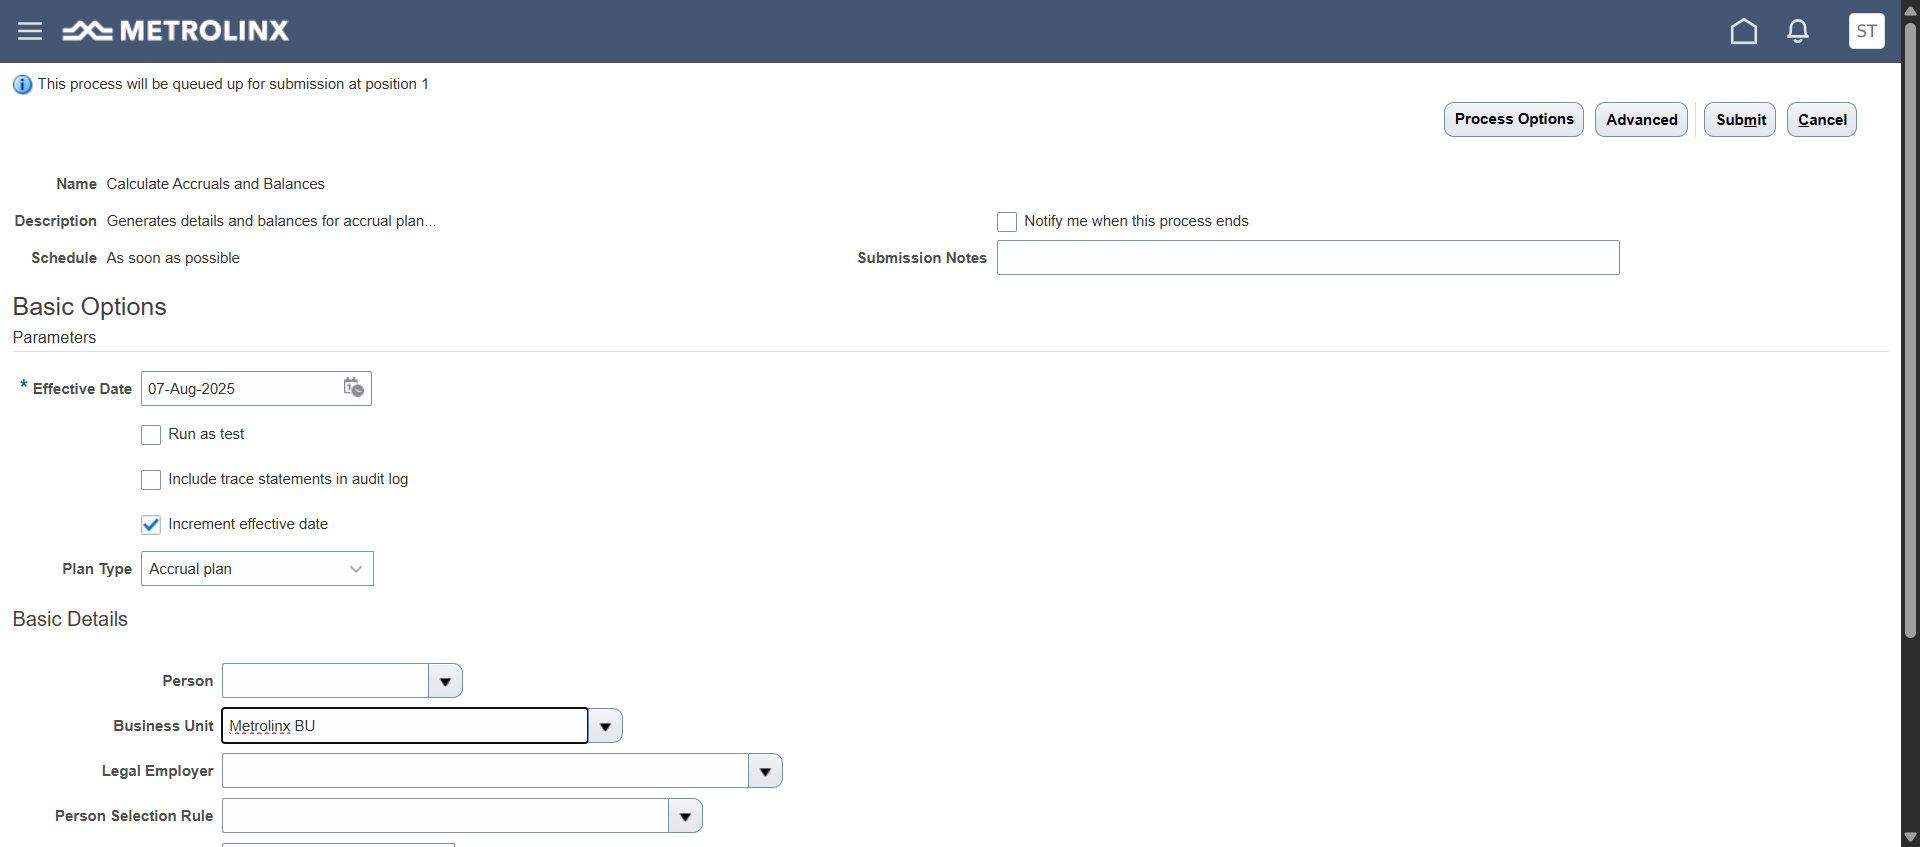 METROLINX
ST
This process will be queued up for submission at position 1
Process Options
Advanced
Submit
Cancel
Name Calculate Accruals and Balances
Description Generates details and balances for accrual plan...
Notify me when this process ends
Schedule As soon as possible
Submission Notes
Basic Options
Parameters
* Effective Date 07-Aug-2025
Run as test
Include trace statements in audit log
Increment effective date
Plan Type Accrual plan
Basic Details
Person
Business Unit Metrolinx BU
Legal Employer
Person Selection Rule